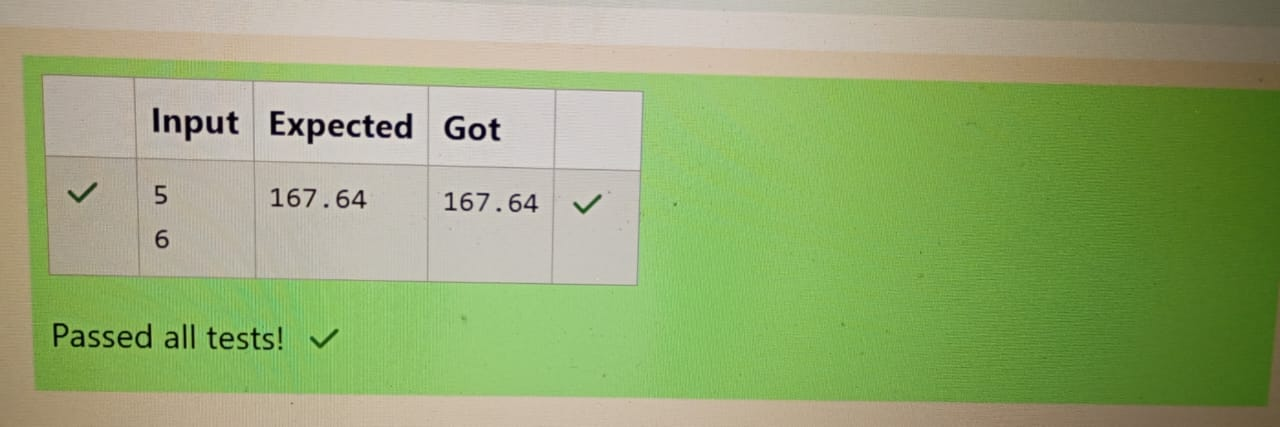 Input Expected Got
✓ 5 167.64 167.64 ✓
6
Passed all tests! ✓